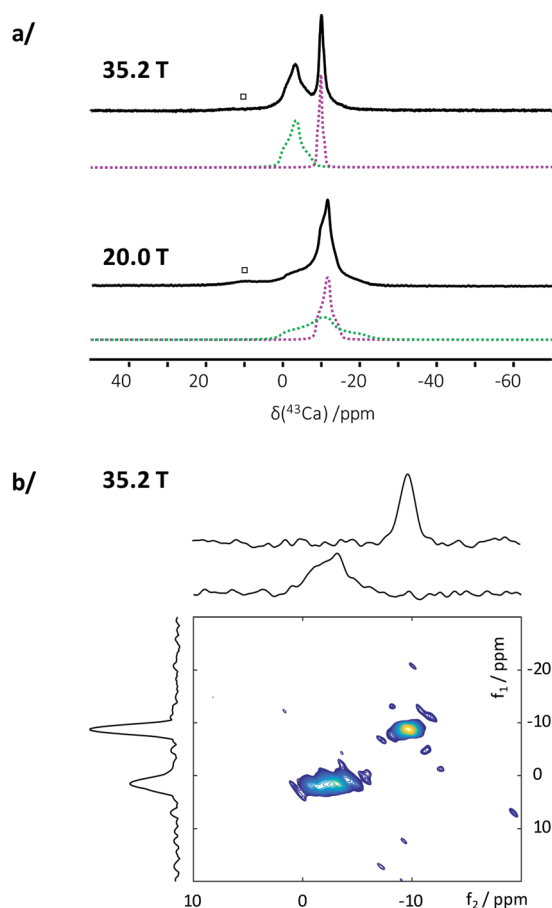 a/
35.2 T
20.0 T
40 20 0 -20 -40 -60
δ(⁴³Ca) /ppm
b/
35.2 T
f₁ / ppm
-20
-10
0
10
10 0 -10 f₂ / ppm